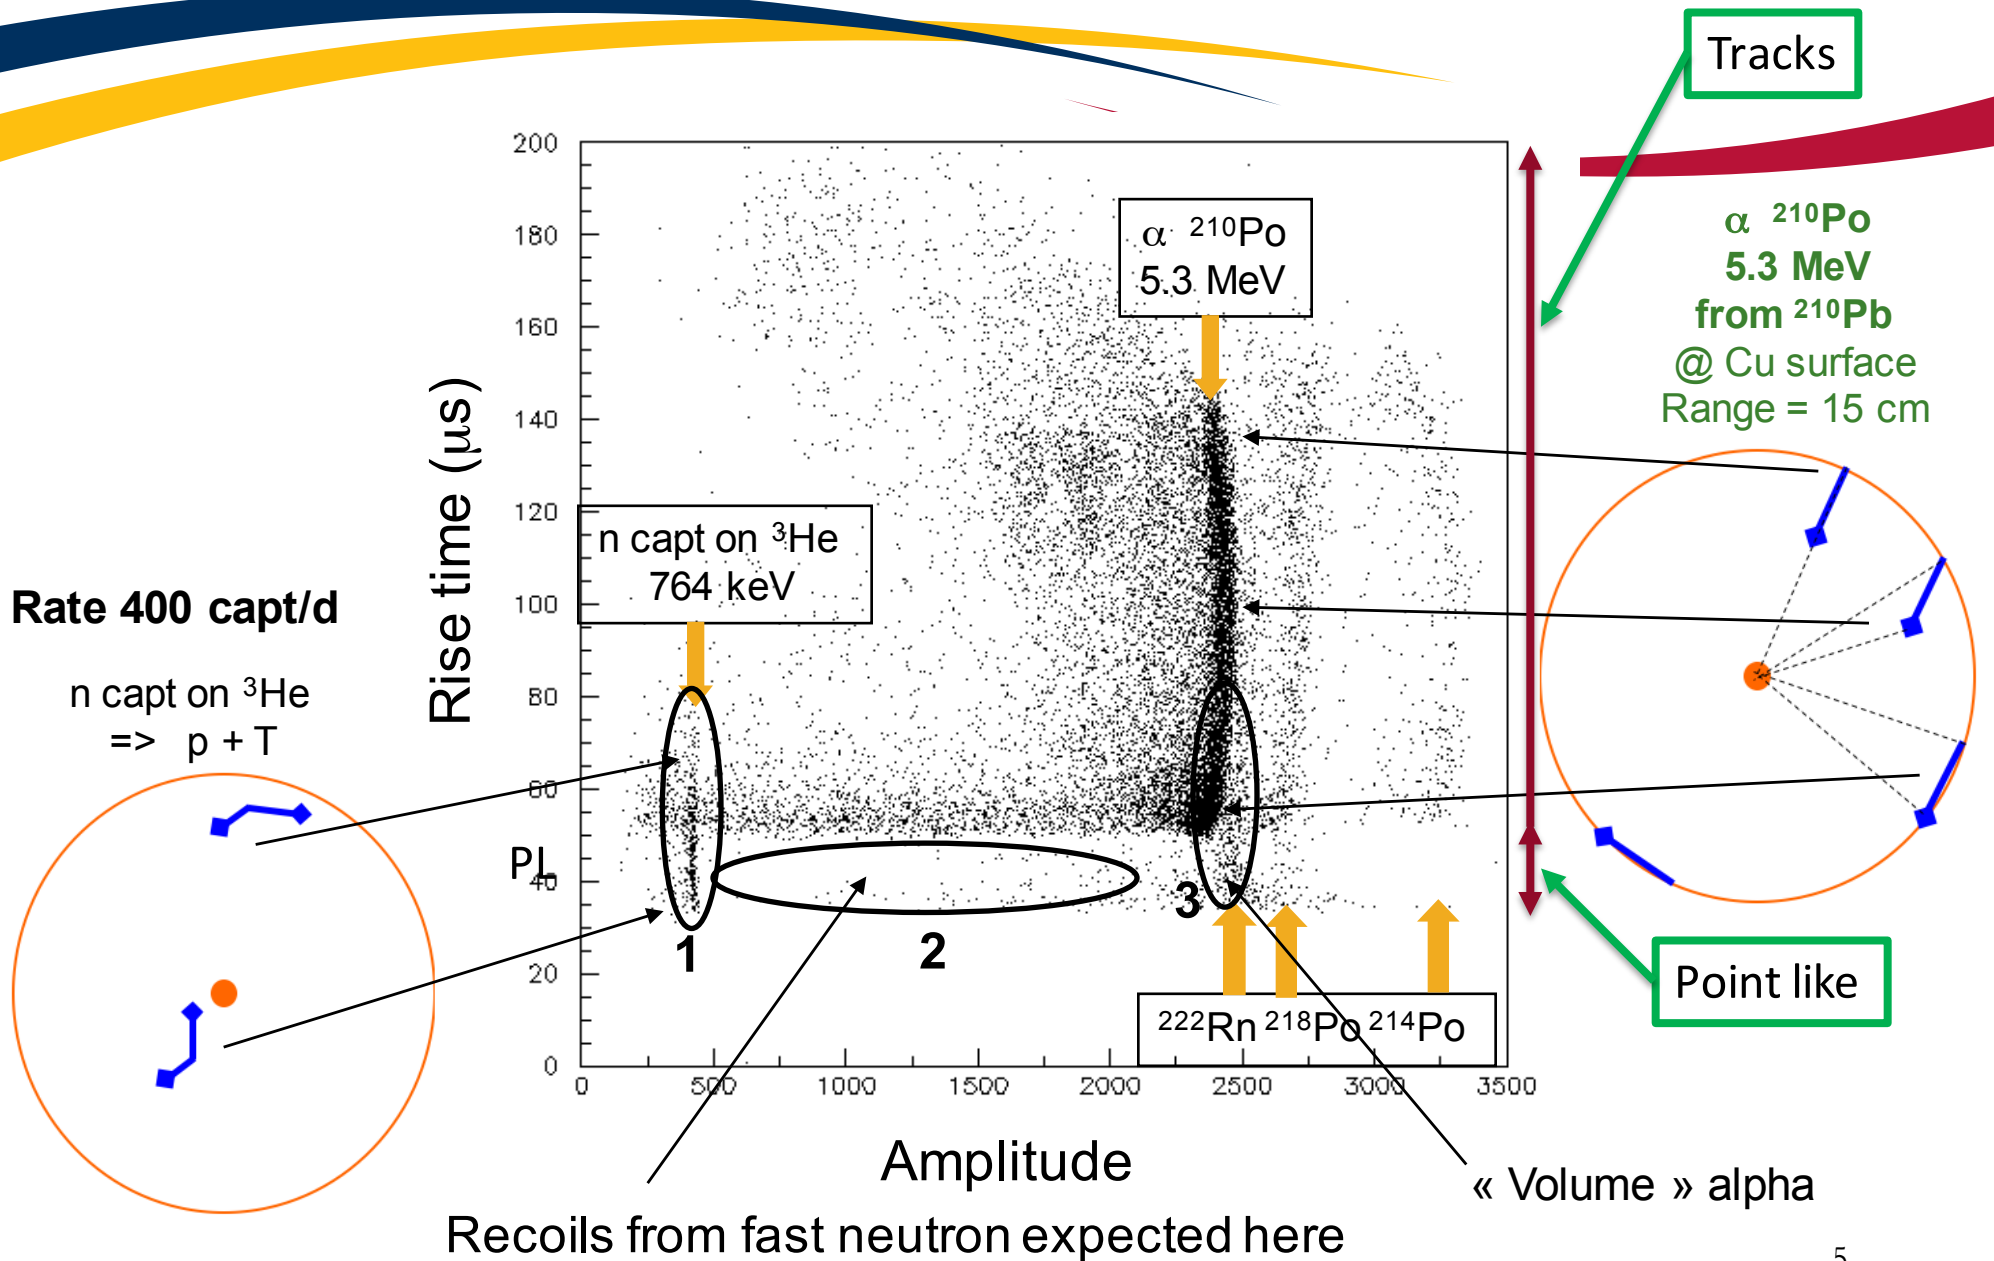 Tracks
200
180
160
140
120
100
80
60
40
20
0
Rise time (µs)
α ²¹⁰Po
5.3 MeV
α ²¹⁰Po
5.3 MeV
from ²¹⁰Pb
@ Cu surface
Range = 15 cm
n capt on ³He
764 keV
Rate 400 capt/d
n capt on ³He
=> p + T
PL
1
2
3
Point like
²²²Rn ²¹⁸Po ²¹⁴Po
0 500 1000 1500 2000 2500 3000 3500
Amplitude
« Volume » alpha
Recoils from fast neutron expected here
5